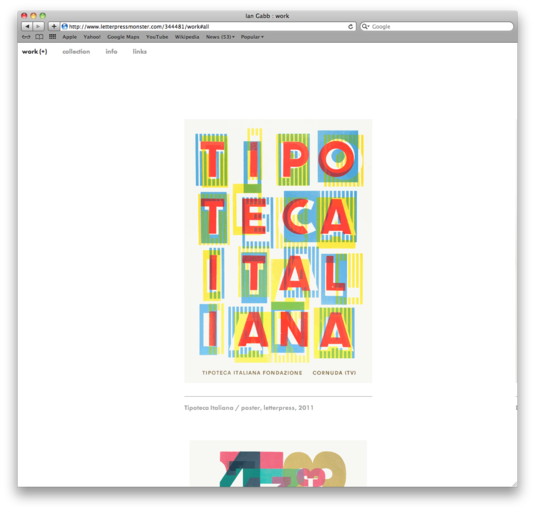 Ian Gabb : work
http://www.letterpressmonster.com/344481/work#all
Google
Apple Yahoo! Google Maps YouTube Wikipedia News (53) Popular
work (+) collection info links
TIPO
TECA
ITAL
IANA
TIPOTECA ITALIANA FONDAZIONE CORNUDA ITVI
Tipoteca Italiana / poster, letterpress, 2011